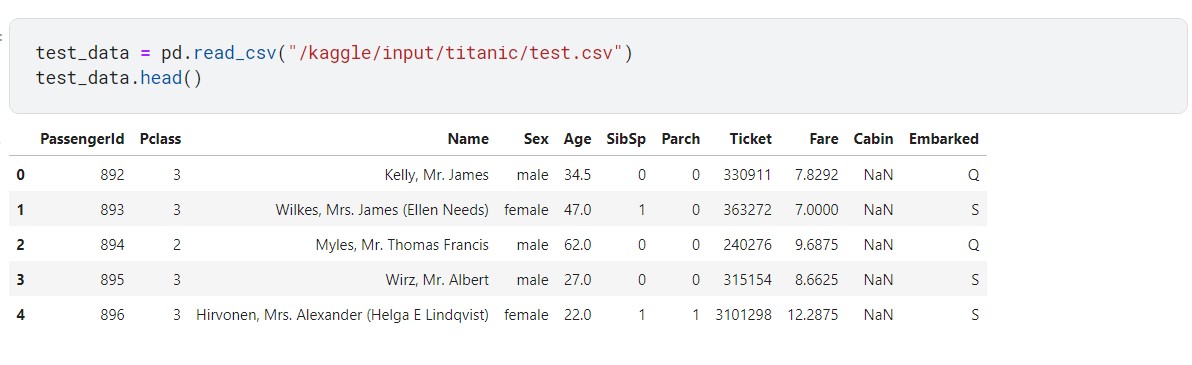 test_data = pd.read_csv("/kaggle/input/titanic/test.csv")
test_data.head()
PassengerId Pclass Name Sex Age SibSp Parch Ticket Fare Cabin Embarked
0 892 3 Kelly, Mr. James male 34.5 0 0 330911 7.8292 NaN Q
1 893 3 Wilkes, Mrs. James (Ellen Needs) female 47.0 1 0 363272 7.0000 NaN S
2 894 2 Myles, Mr. Thomas Francis male 62.0 0 0 240276 9.6875 NaN Q
3 895 3 Wirz, Mr. Albert male 27.0 0 0 315154 8.6625 NaN S
4 896 3 Hirvonen, Mrs. Alexander (Helga E Lindqvist) female 22.0 1 1 3101298 12.2875 NaN S